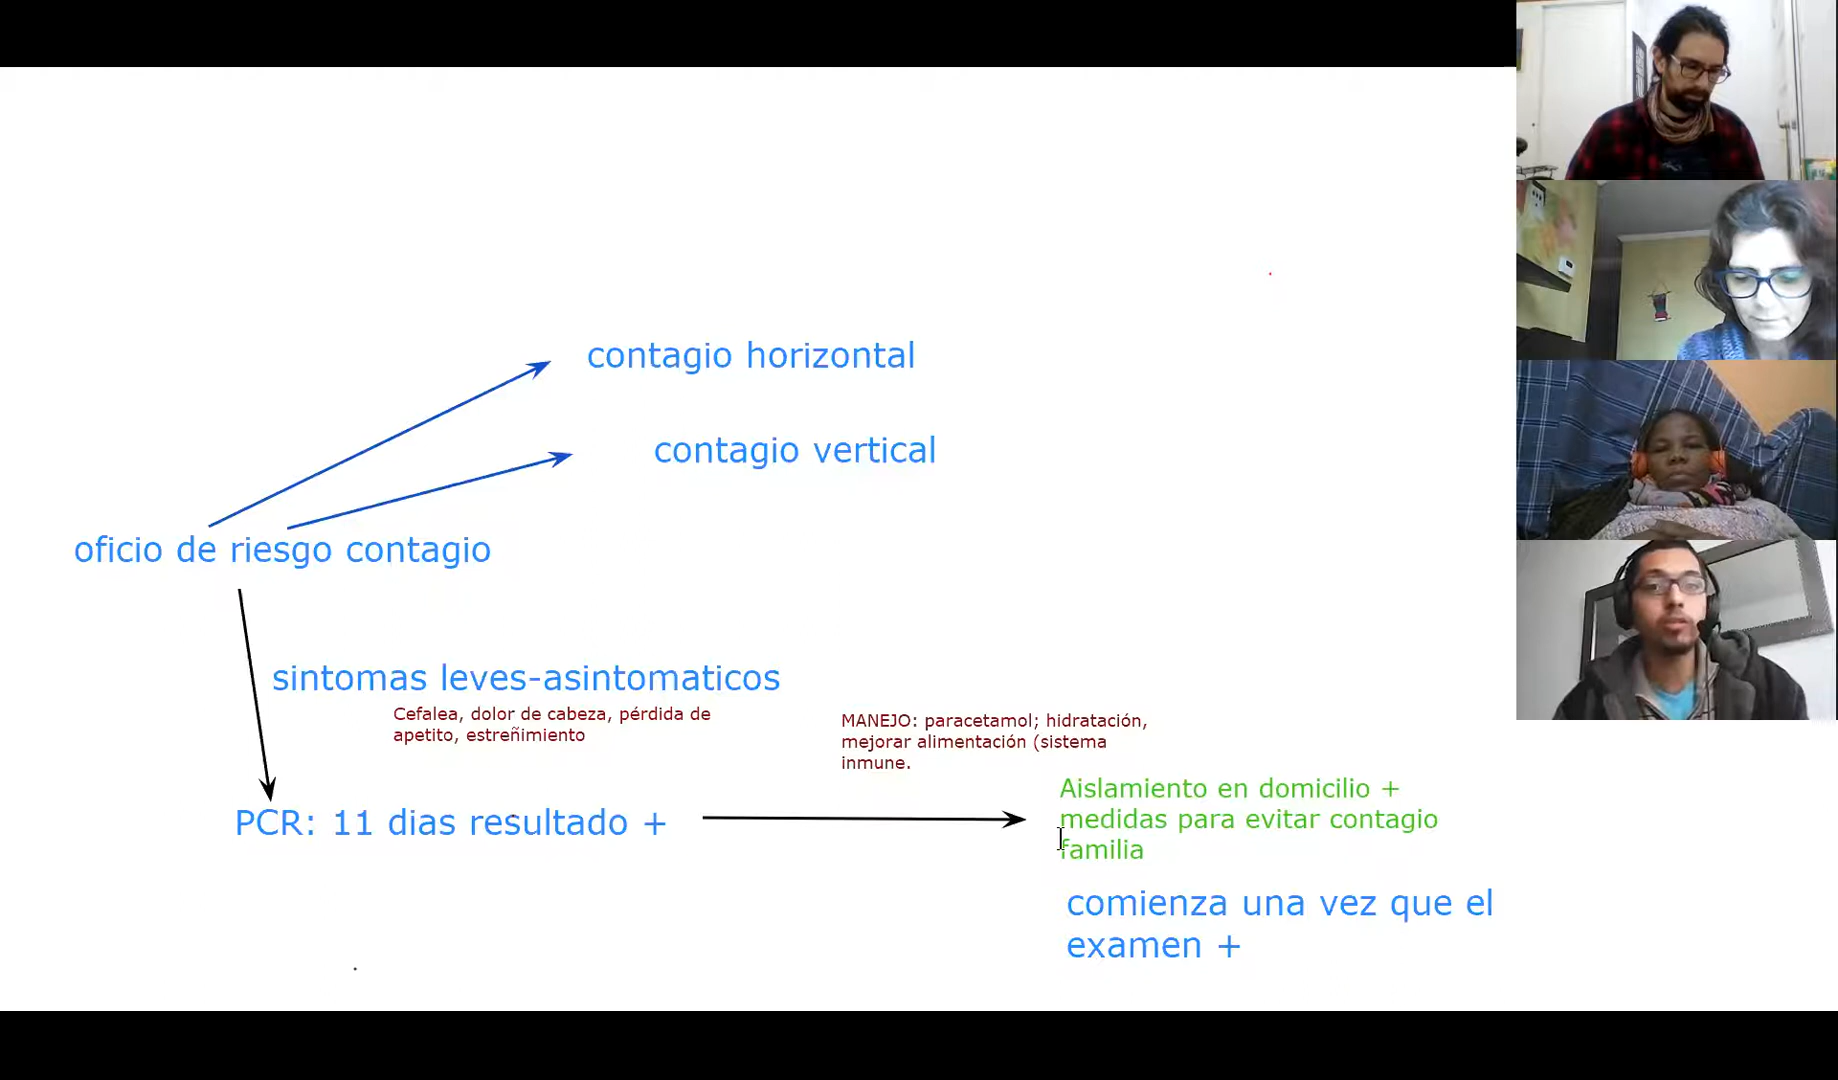 contagio horizontal
contagio vertical
oficio de riesgo contagio
sintomas leves-asintomaticos
Cefalea, dolor de cabeza, pérdida de
apetito, estreñimiento
MANEJO: paracetamol; hidratación,
mejorar alimentación (sistema
inmune.
PCR: 11 dias resultado +
Aislamiento en domicilio +
medidas para evitar contagio
familia
comienza una vez que el
examen +